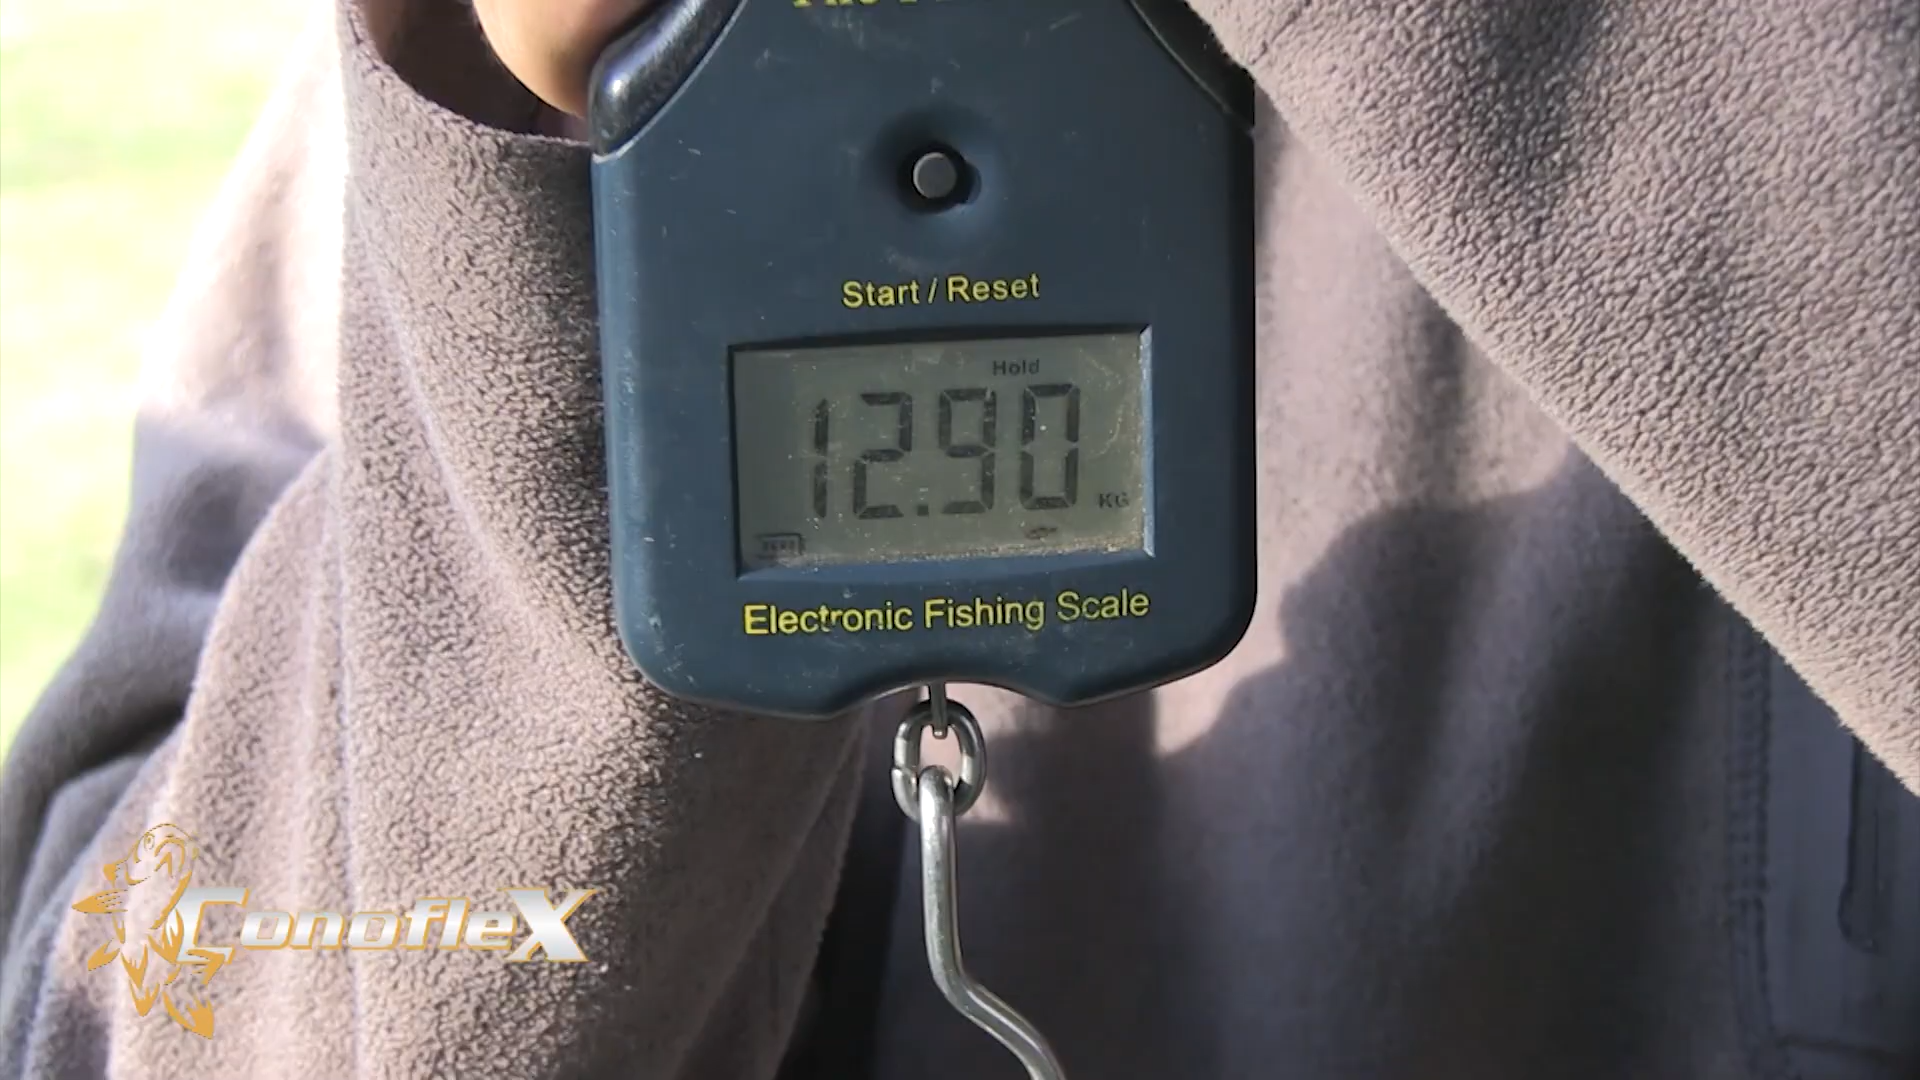 Start / Reset
Hold
12.90
KG
Electronic Fishing Scale
Conoflex